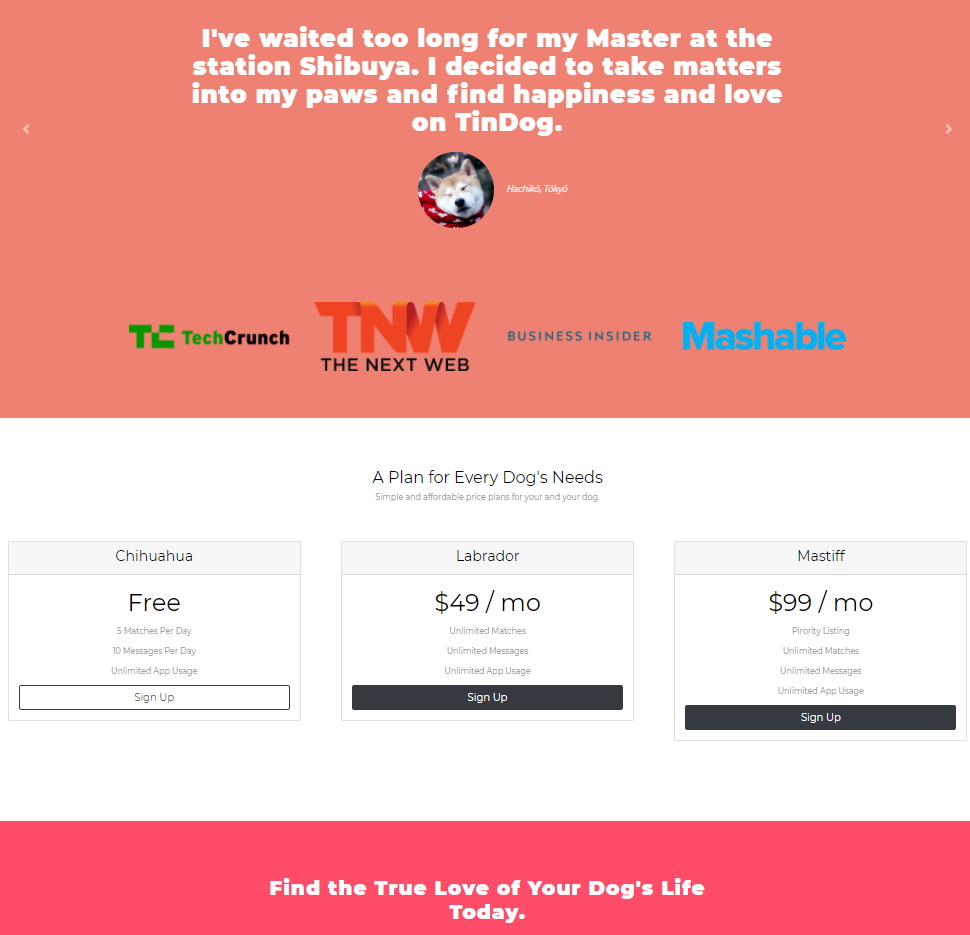 I've waited too long for my Master at the
station Shibuya. I decided to take matters
into my paws and find happiness and love
on TinDog.
Hachikō, Tōkyō
TC TechCrunch
TNW
THE NEXT WEB
BUSINESS INSIDER
Mashable
A Plan for Every Dog's Needs
Simple and affordable price plans for your and your dog.
Chihuahua
Free
5 Matches Per Day
10 Messages Per Day
Unlimited App Usage
Sign Up
Labrador
$49 / mo
Unlimited Matches
Unlimited Messages
Unlimited App Usage
Sign Up
Mastiff
$99 / mo
Pirority Listing
Unlimited Matches
Unlimited Messages
Unlimited App Usage
Sign Up
Find the True Love of Your Dog's Life
Today.